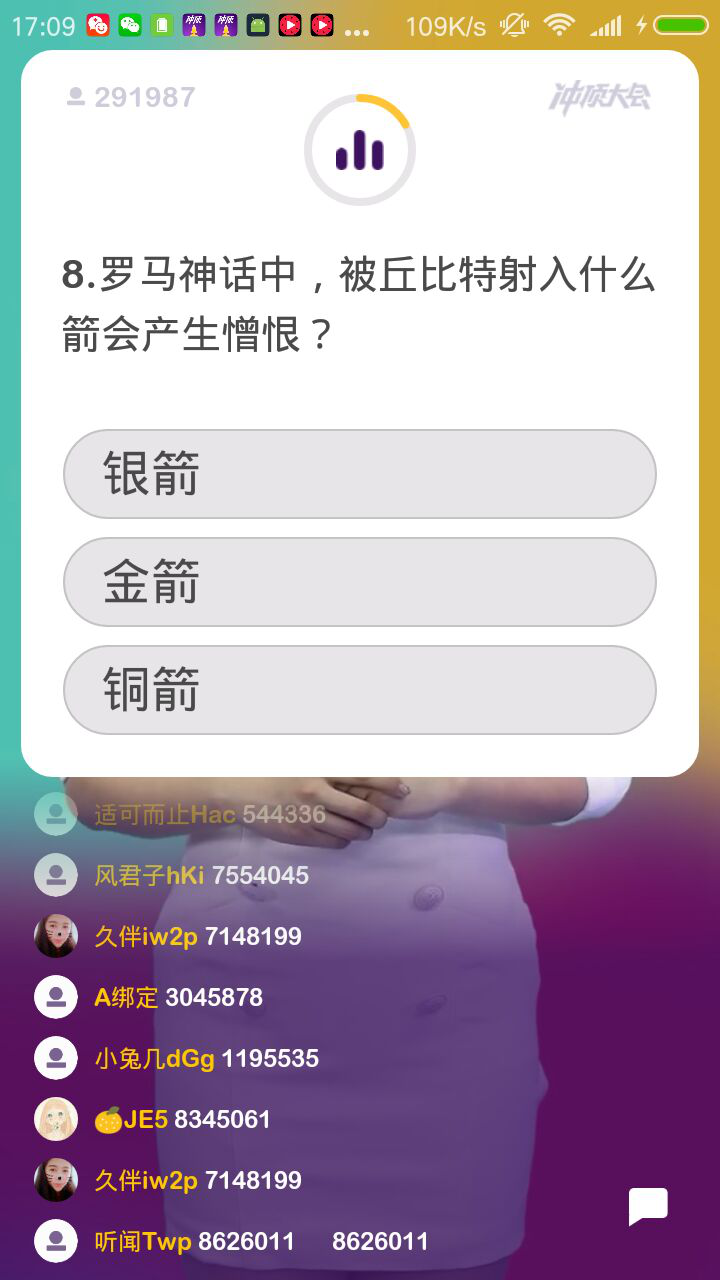 17:09 ... 109K/s
291987 冲顶大会
8.罗马神话中，被丘比特射入什么
箭会产生憎恨？
银箭
金箭
铜箭
适可而止Hac 544336
风君子hKi 7554045
久伴iw2p 7148199
A绑定 3045878
小兔几dGg 1195535
🍊JE5 8345061
久伴iw2p 7148199
听闻Twp 8626011 8626011